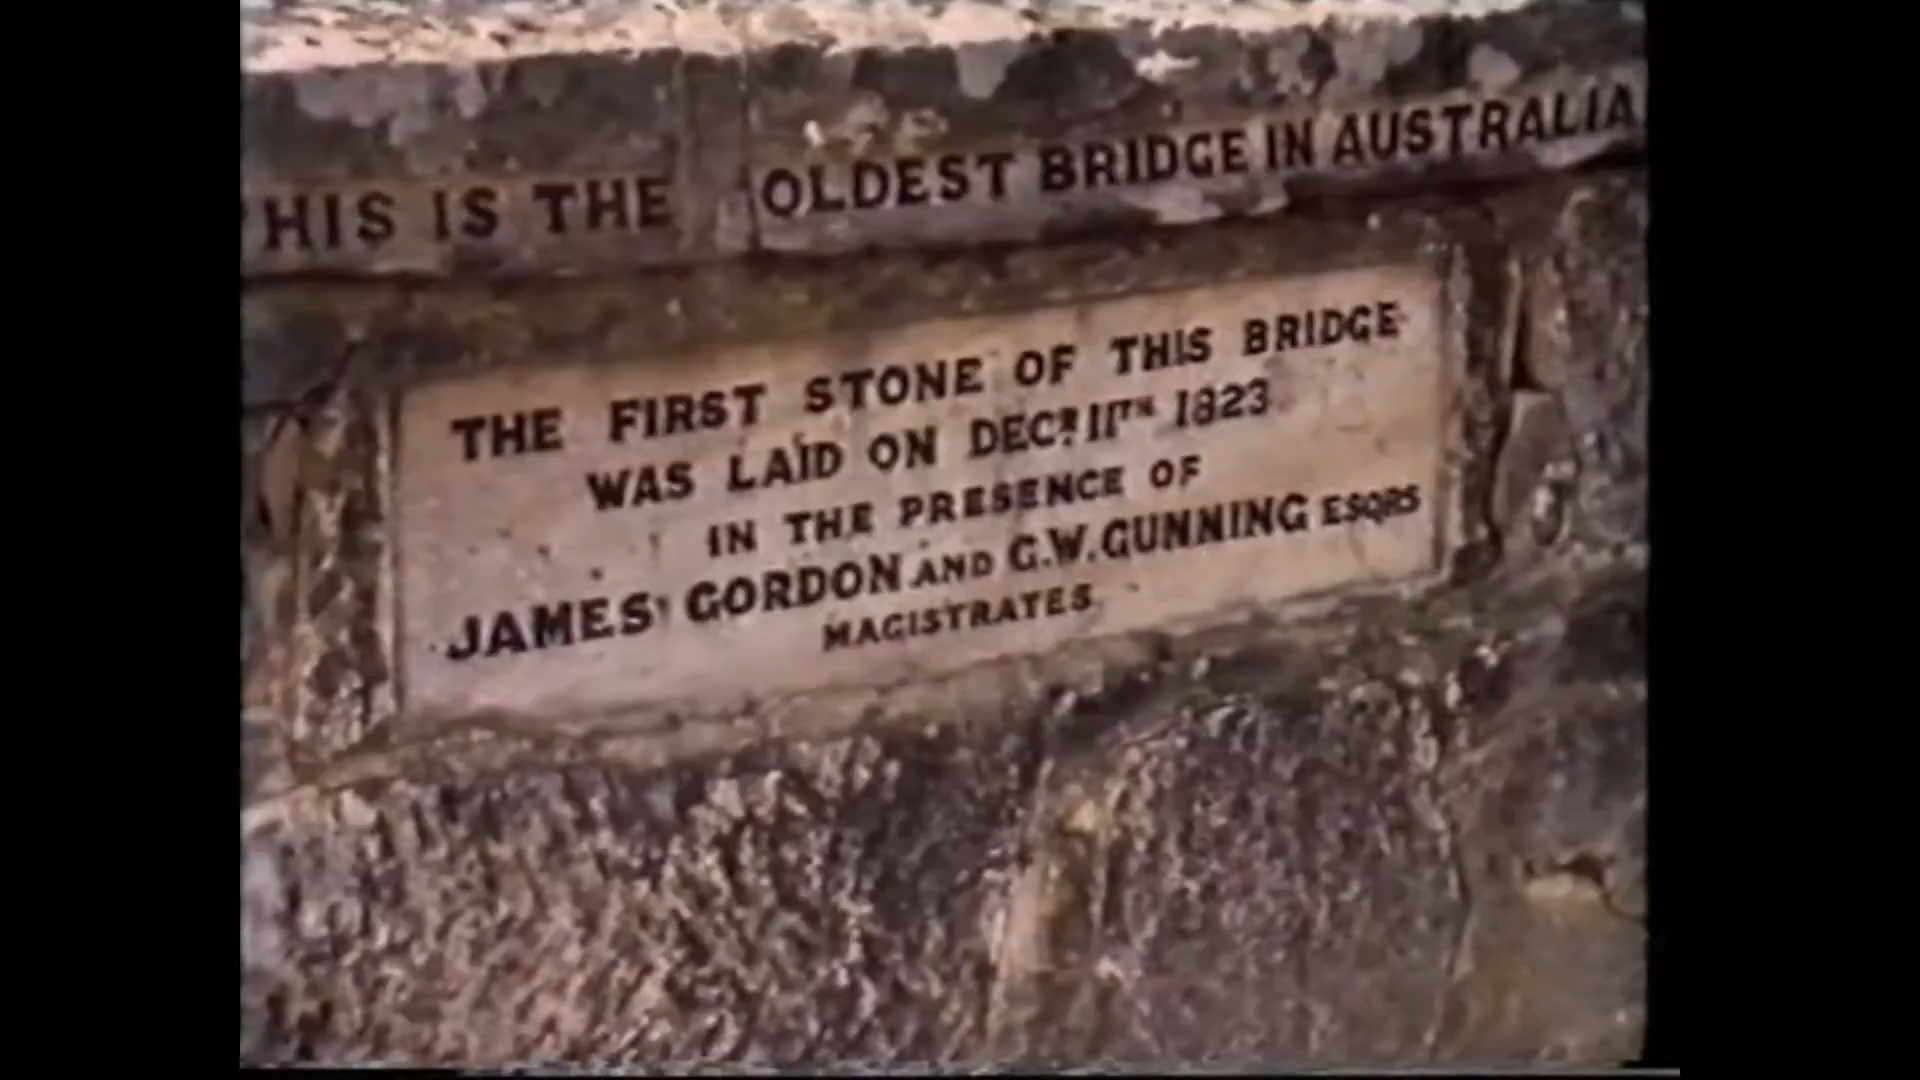 HIS IS THE OLDEST BRIDGE IN AUSTRALIA
THE FIRST STONE OF THIS BRIDGE
WAS LAID ON DECR 11TH 1823
IN THE PRESENCE OF
JAMES GORDON AND G.W. GUNNING ESQRS
MAGISTRATES